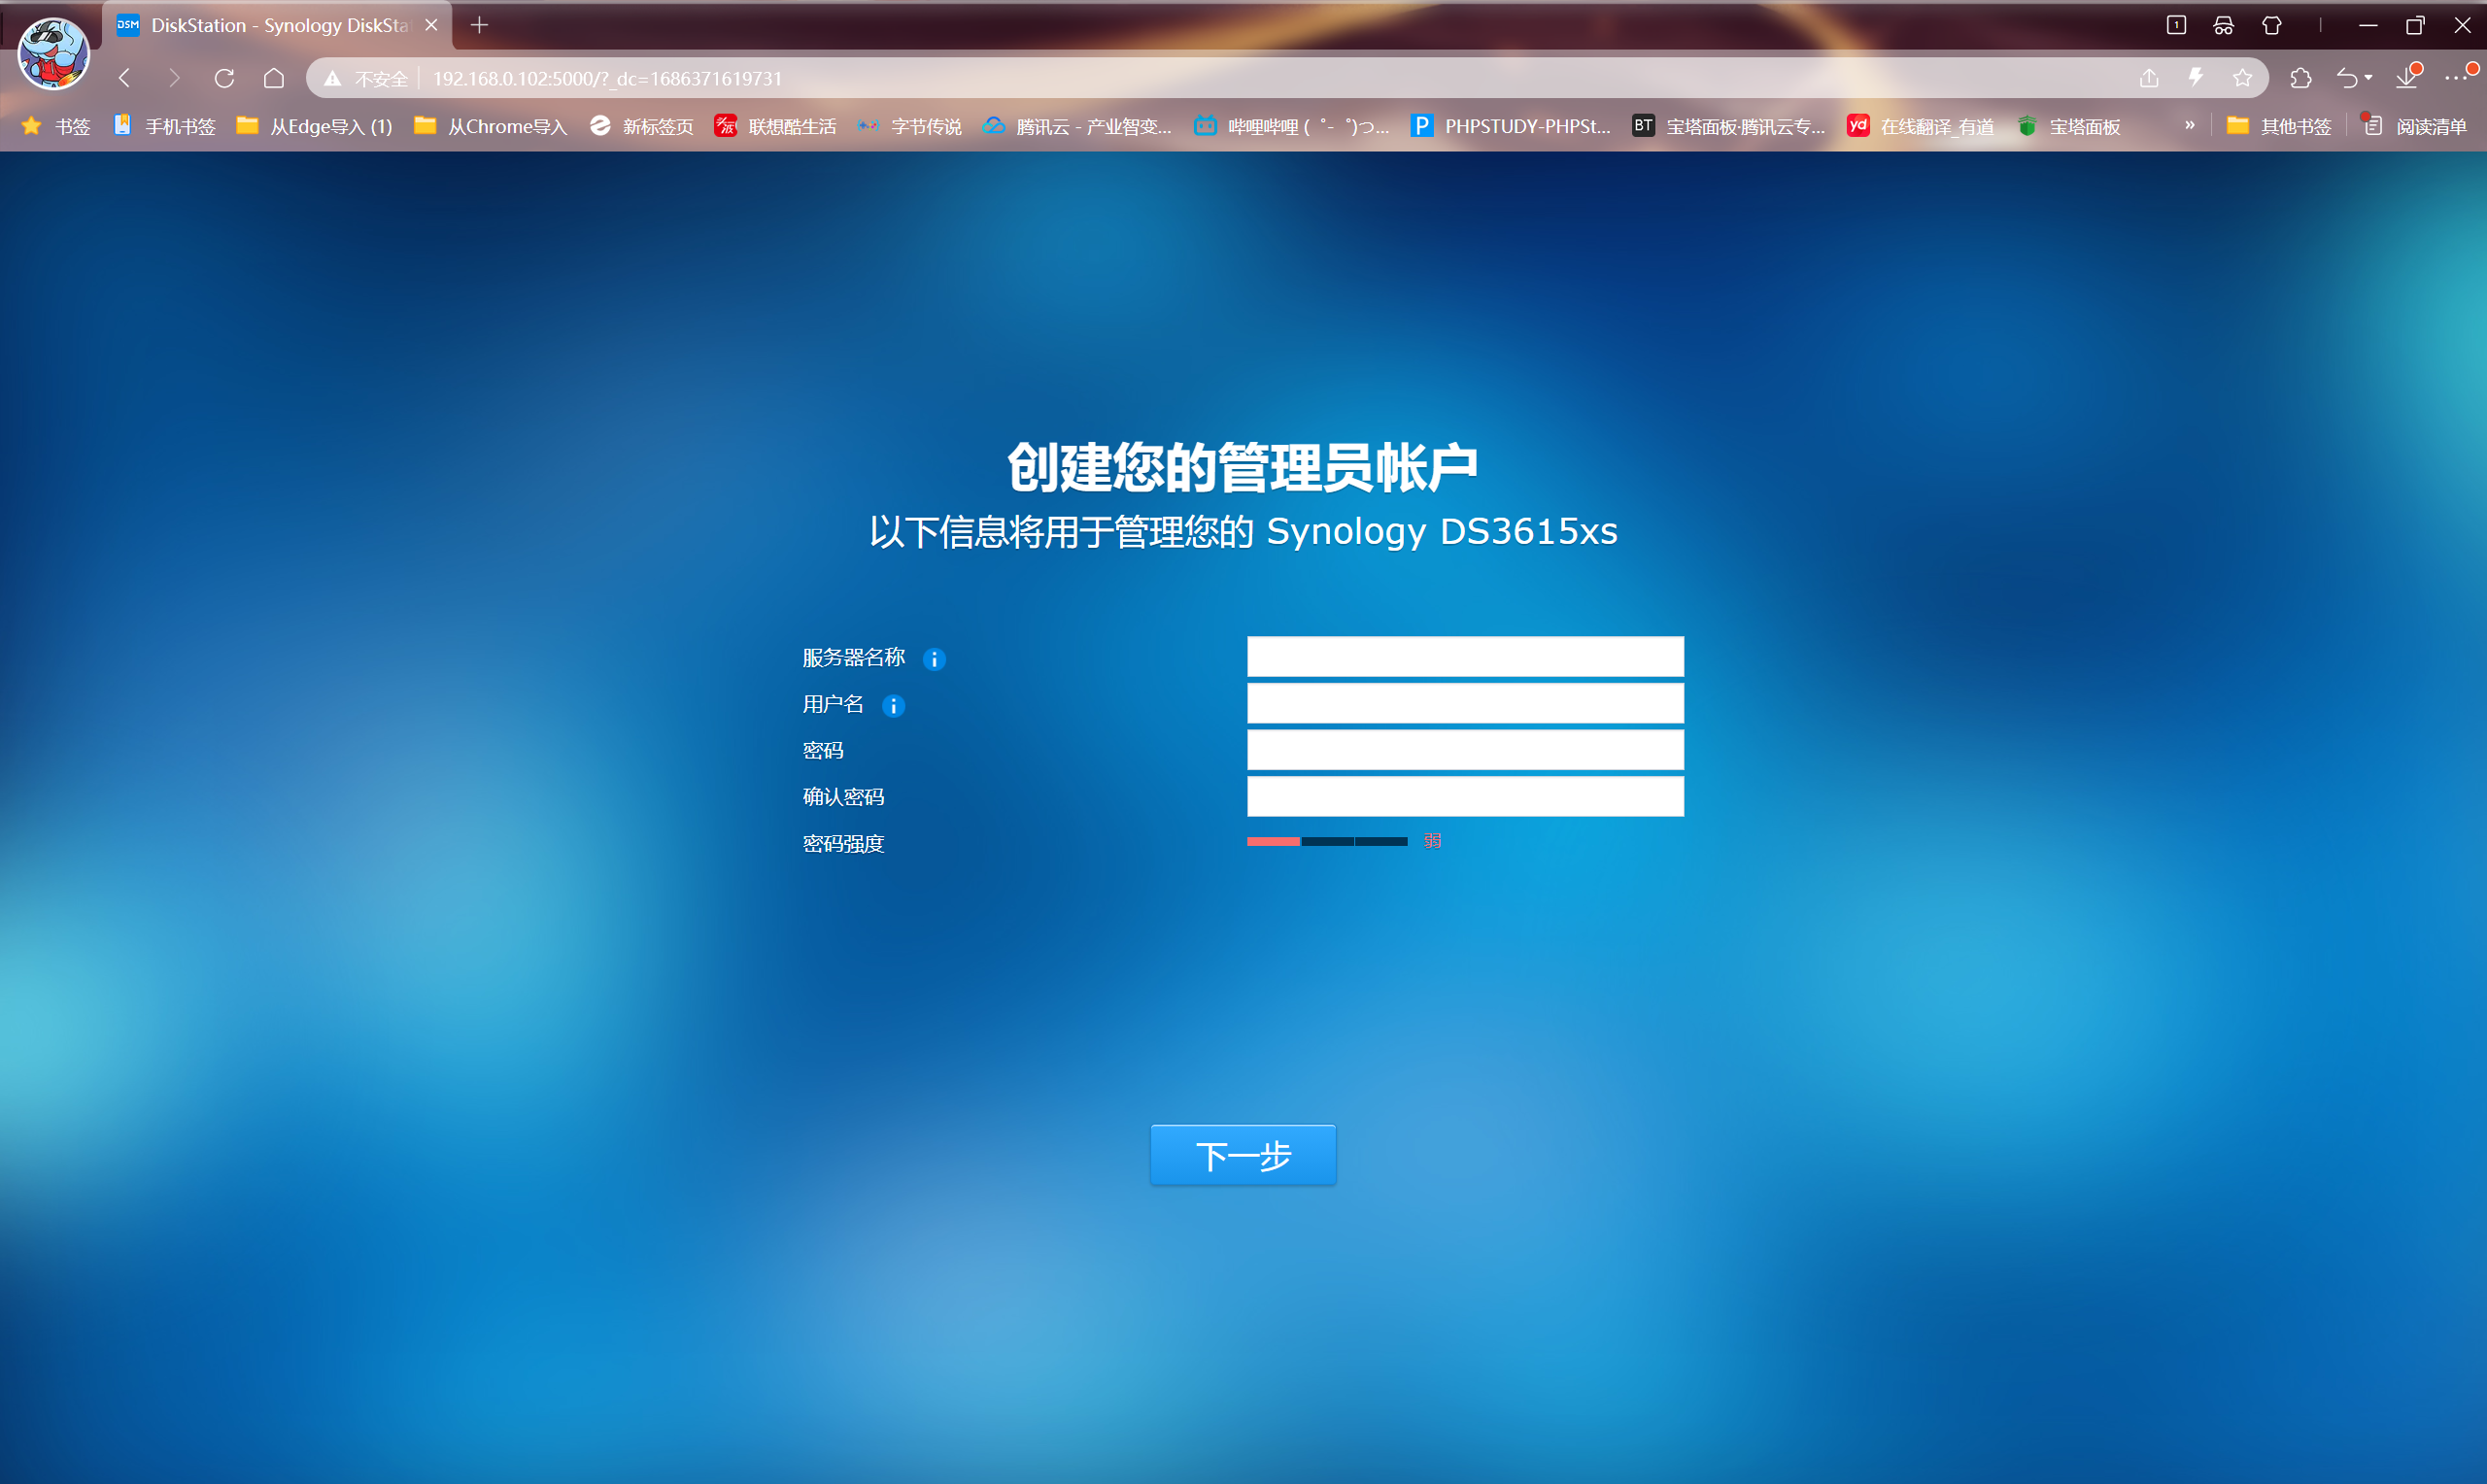 DSM DiskStation - Synology DiskSta
1
不安全 192.168.0.102:5000/?_dc=1686371619731
书签 手机书签 从Edge导入 (1) 从Chrome导入 新标签页 联想酷生活 字节传说 腾讯云 - 产业智变... 哔哩哔哩 (゜-゜)つ... P PHPSTUDY-PHPSt... BT 宝塔面板·腾讯云专... yd 在线翻译_有道 宝塔面板 » 其他书签 阅读清单
创建您的管理员帐户
以下信息将用于管理您的 Synology DS3615xs
服务器名称
用户名
密码
确认密码
密码强度 弱
下一步